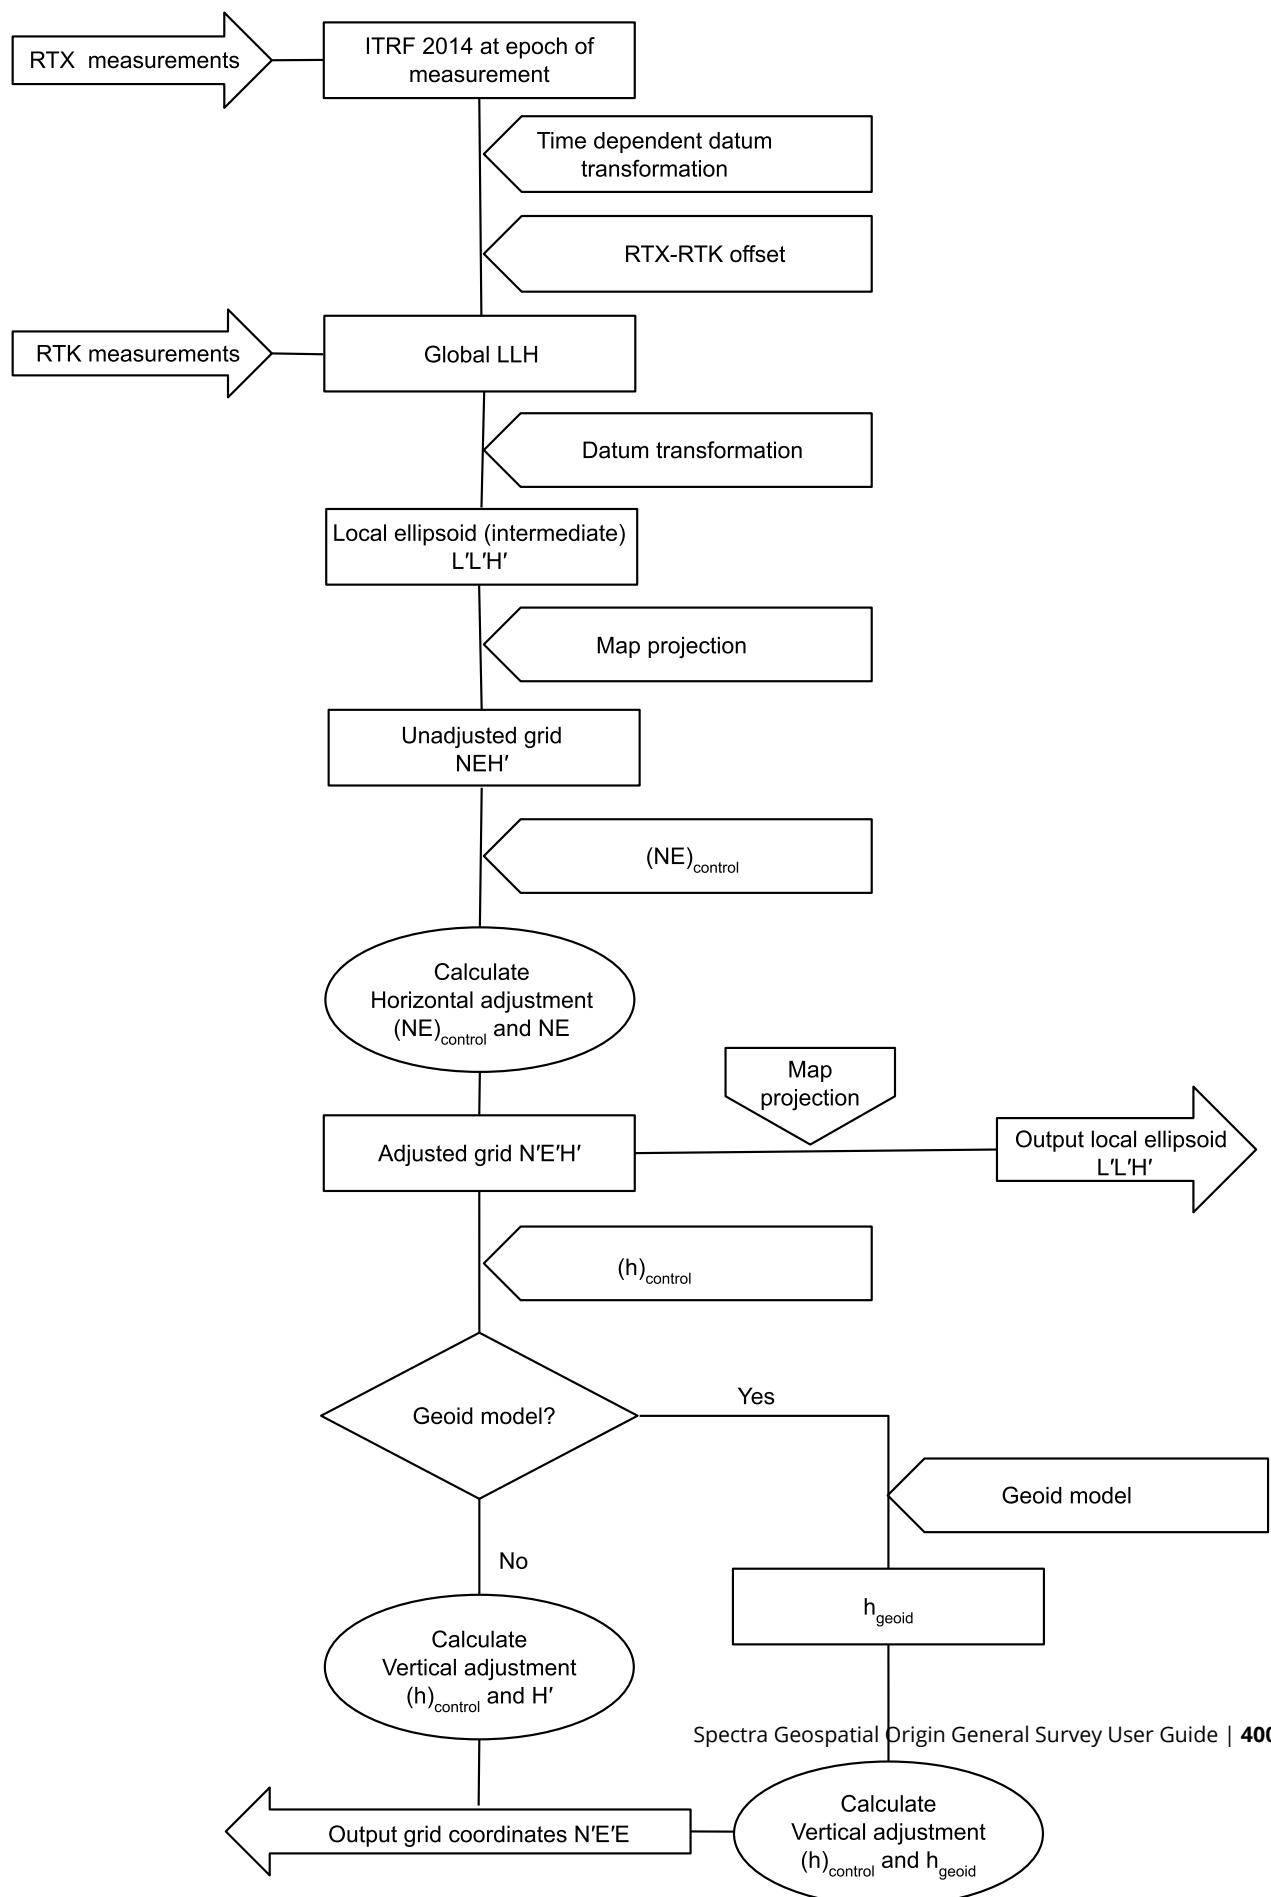 RTX  measurements
ITRF 2014 at epoch of
measurement
Time dependent datum
transformation
RTX-RTK offset
RTK measurements
Global LLH
Datum transformation
Local ellipsoid (intermediate)
L′L′H′
Map projection
Unadjusted grid
NEH′
(NE)control
Calculate
Horizontal adjustment
(NE)control and NE
Map
projection
Adjusted grid N′E′H′
Output local ellipsoid
L′L′H′
(h)control
Geoid model?
Yes
Geoid model
No
hgeoid
Calculate
Vertical adjustment
(h)control and H′
Spectra Geospatial Origin General Survey User Guide | 400
Calculate
Vertical adjustment
(h)control and hgeoid
Output grid coordinates N′E′E